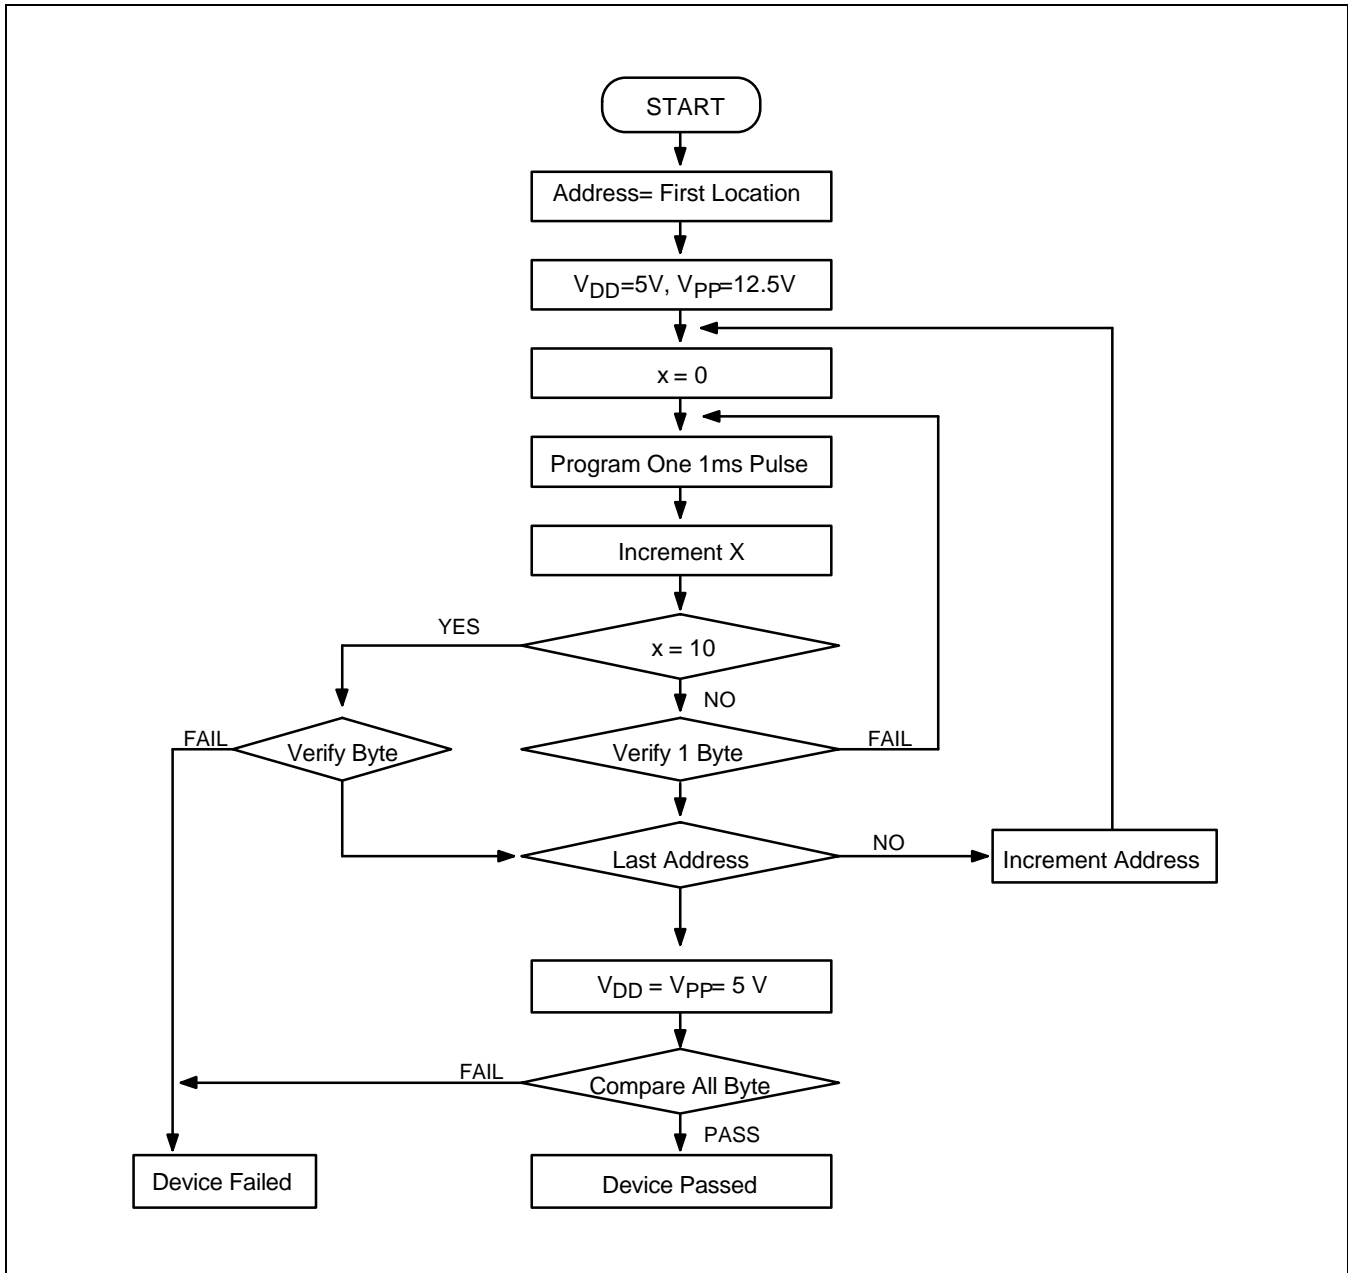 START
Address= First Location
VDD=5V, VPP=12.5V
x = 0
Program One 1ms Pulse
Increment X
YES
x = 10
NO
FAIL
Verify Byte
Verify 1 Byte
FAIL
Last Address
NO
Increment Address
VDD = VPP= 5 V
FAIL
Compare All Byte
PASS
Device Failed
Device Passed